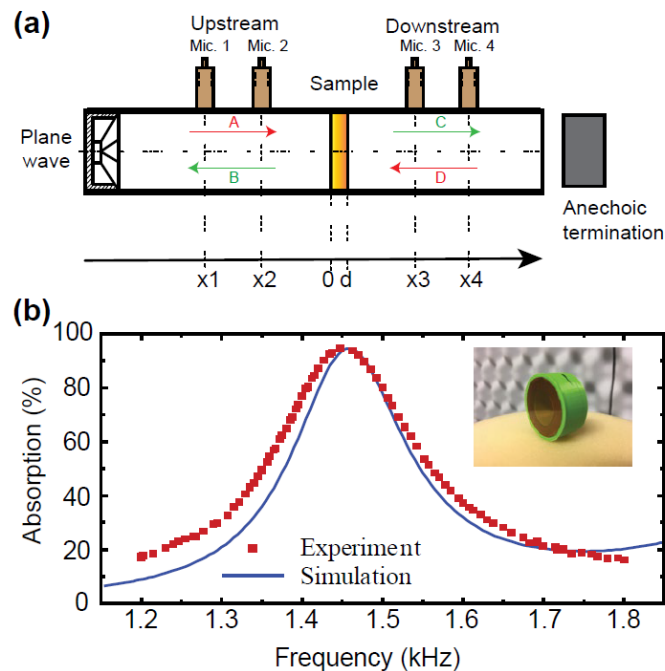 (a)
Upstream
Downstream
Mic. 1 Mic. 2
Mic. 3 Mic. 4
Sample
Plane
wave
A
B
C
D
Anechoic
termination
x1 x2 0 d x3 x4
(b)
Absorption (%)
100
80
60
40
20
0
Experiment
Simulation
1.2 1.3 1.4 1.5 1.6 1.7 1.8
Frequency (kHz)